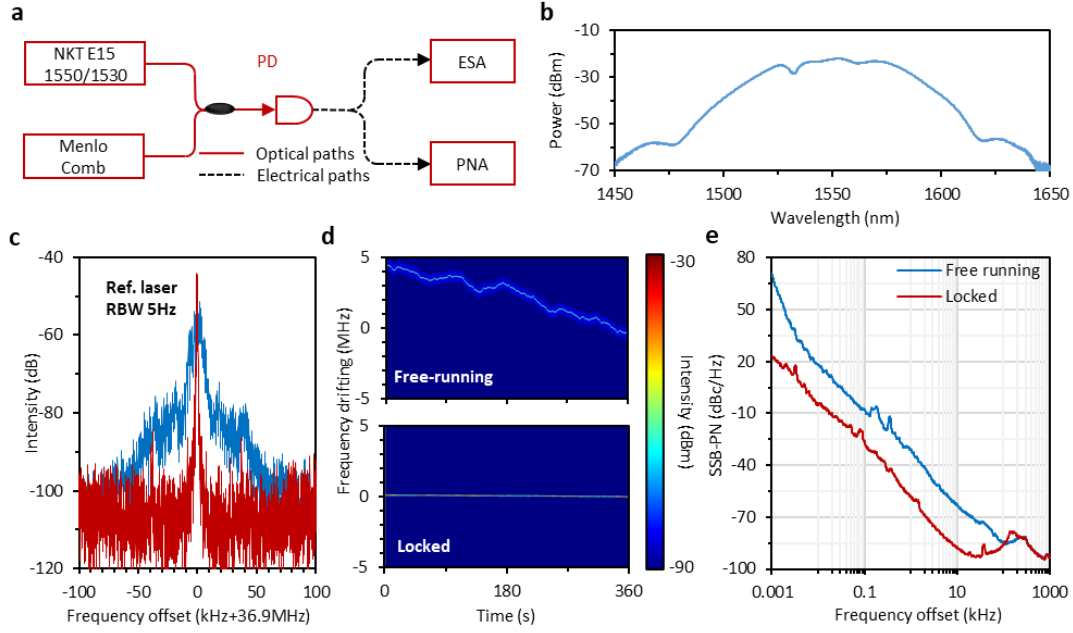 a
NKT E15
1550/1530
PD
ESA
Menlo
Comb
Optical paths
Electrical paths
PNA
b
Power (dBm)
-10
-30
-50
-70
1450
1500
1550
1600
1650
Wavelength (nm)
c
Ref. laser
RBW 5Hz
Intensity (dB)
-40
-60
-80
-100
-120
-100
-50
0
50
100
Frequency offset (kHz+36.9MHz)
d
Frequency drifting (MHz)
5
0
-5
Free-running
5
0
-5
Locked
0
180
360
Time (s)
-30
Intensity (dBm)
-90
e
Free running
Locked
SSB-PN (dBc/Hz)
80
50
20
-10
-40
-70
-100
0.001
0.1
10
1000
Frequency offset (kHz)